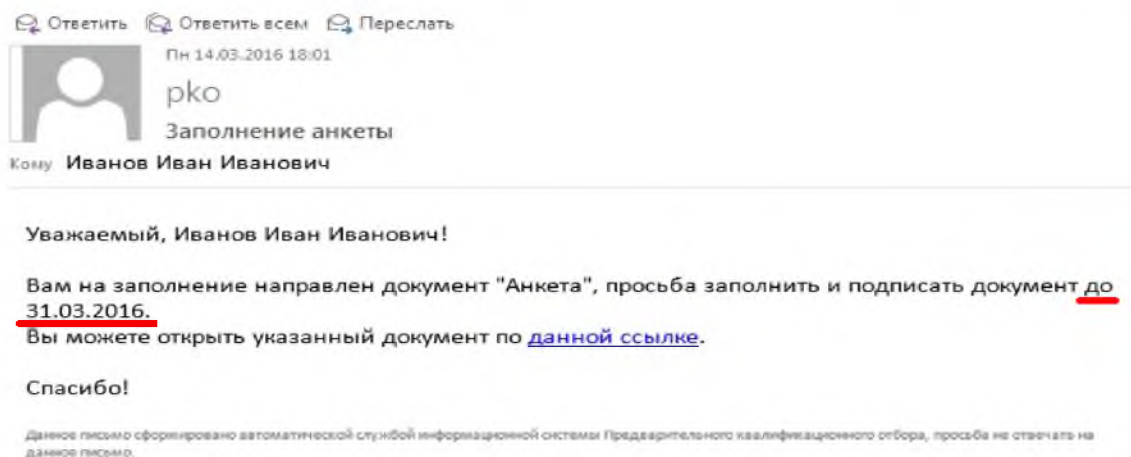 Ответить Ответить всем Переслать
Пн 14.03.2016 18:01
pko
Заполнение анкеты
Кому Иванов Иван Иванович
Уважаемый, Иванов Иван Иванович!
Вам на заполнение направлен документ "Анкета", просьба заполнить и подписать документ до
31.03.2016.
Вы можете открыть указанный документ по данной ссылке.
Спасибо!
Данное письмо сформировано автоматической службой информационной системы Предварительного квалификационного отбора, просьба не отвечать на
данное письмо.